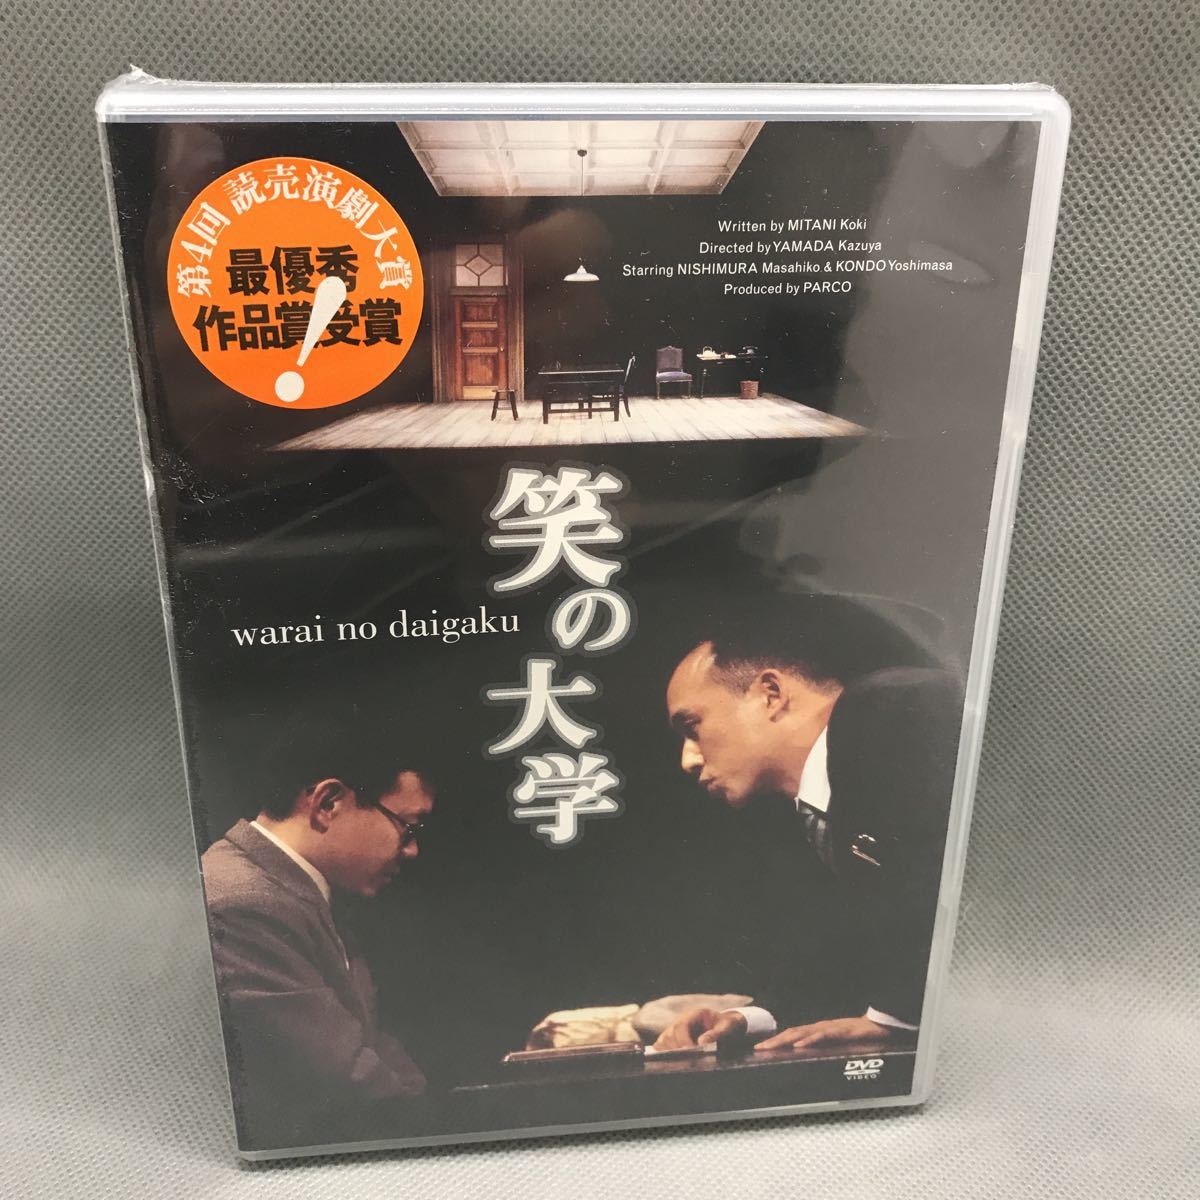 第4回 読売演劇大賞
最優秀
作品賞受賞
!
Written by MITANI Koki
Directed by YAMADA Kazuya
Starring NISHIMURA Masahiko & KONDO Yoshimasa
Produced by PARCO
笑の大学
warai no daigaku
DVD
VIDEO